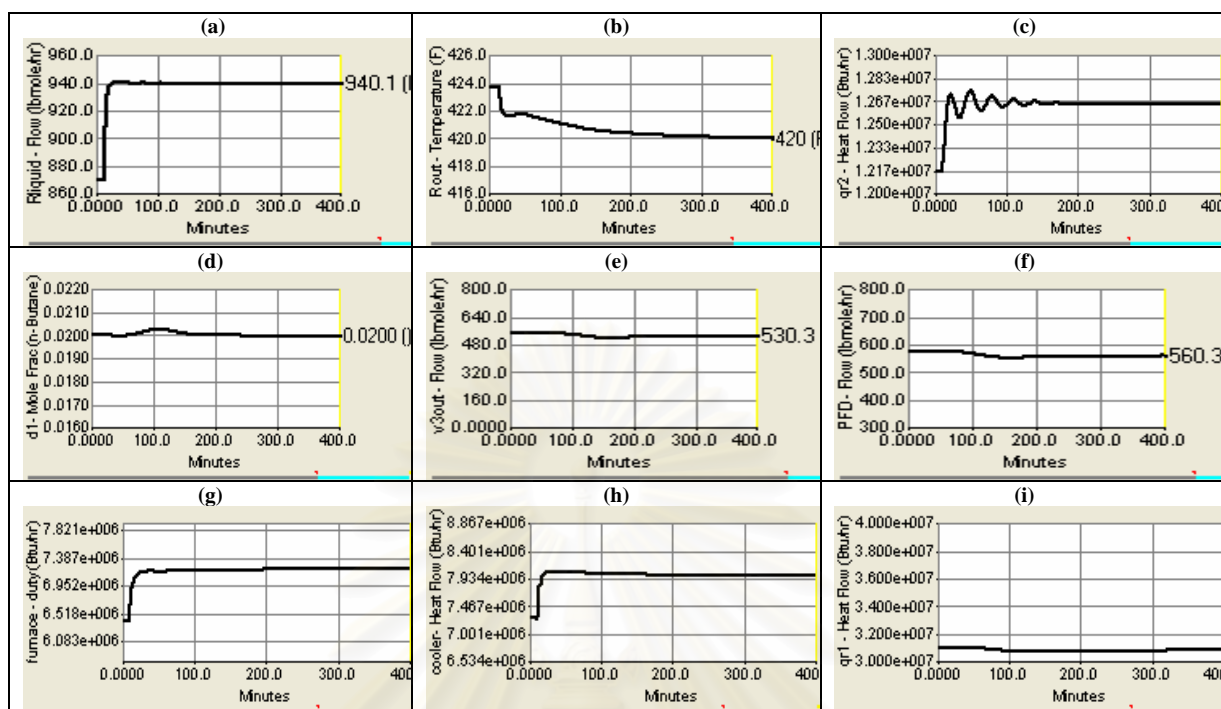 (a)
Rliquid - Flow (lbmole/hr)
960.0
940.0
920.0
900.0
880.0
860.0
940.1 (
0.0000 100.0 200.0 300.0 400.0
Minutes
(b)
Rout - Temperature (F)
426.0
424.0
422.0
420.0
418.0
416.0
420 (F
0.0000 100.0 200.0 300.0 400.0
Minutes
(c)
qr2 - Heat Flow (Btu/hr)
1.300e+007
1.283e+007
1.267e+007
1.250e+007
1.233e+007
1.217e+007
1.200e+007
0.0000 100.0 200.0 300.0 400
Minutes
(d)
d1- Mole Frac (n-Butane)
0.0220
0.0210
0.0200
0.0190
0.0180
0.0170
0.0160
0.0200 (
0.0000 100.0 200.0 300.0 400.0
Minutes
(e)
v3out - Flow (lbmole/hr)
800.0
640.0
480.0
320.0
160.0
0.0000
530.3
0.0000 100.0 200.0 300.0 400.0
Minutes
(f)
PFD - Flow (lbmole/hr)
800.0
700.0
600.0
500.0
400.0
300.0
560.3
0.0000 100.0 200.0 300.0 400.0
Minutes
(g)
furnace - duty (Btu/hr)
7.821e+006
7.387e+006
6.952e+006
6.518e+006
6.083e+006
0.0000 100.0 200.0 300.0 400
Minutes
(h)
cooler- Heat Flow (Btu/hr)
8.867e+006
8.401e+006
7.934e+006
7.467e+006
7.001e+006
6.534e+006
0.0000 100.0 200.0 300.0 400
Minutes
(i)
qr1 - Heat Flow (Btu/hr)
4.000e+007
3.800e+007
3.600e+007
3.400e+007
3.200e+007
3.000e+007
0.0000 100.0 200.0 300.0 400
Minutes